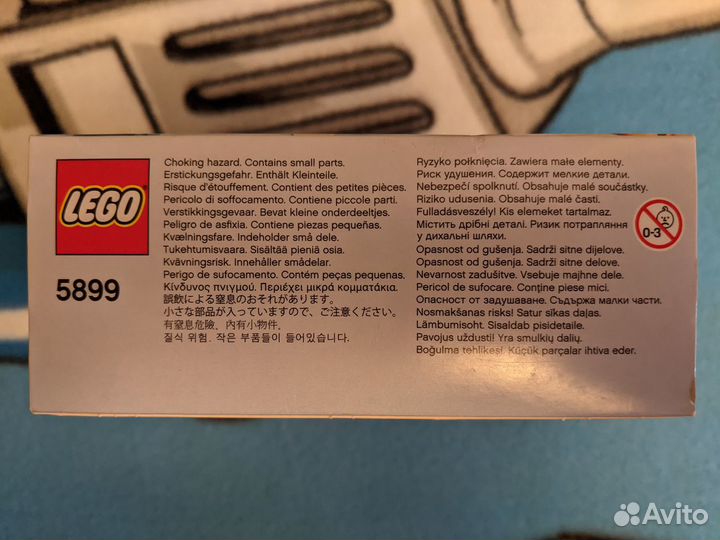 LEGO
5899
Choking hazard. Contains small parts.
Erstickungsgefahr. Enthält Kleinteile.
Risque d'étouffement. Contient des petites pièces.
Pericolo di soffocamento. Contiene piccole parti.
Verstikkingsgevaar. Bevat kleine onderdeeltjes.
Peligro de asfixia. Contiene piezas pequeñas.
Kvælningsfare. Indeholder små dele.
Tukehtumisvaara. Sisältää pieniä osia.
Kvävningsrisk. Innehåller smådelar.
Perigo de sufocamento. Contém peças pequenas.
Κίνδυνος πνιγμού. Περιέχει μικρά κομματάκια.
誤飲による窒息のおそれがあります。
小さな部品が入っていますので、ご注意ください。
有窒息危險。內有小物件。
질식 위험. 작은 부품들이 들어있습니다.
Ryzyko połknięcia. Zawiera małe elementy.
Риск удушения. Содержит мелкие детали.
Nebezpečí spolknutí. Obsahuje malé součástky.
Riziko udusenia. Obsahuje malé časti.
Fulladásveszély! Kis elemeket tartalmaz.
Містить дрібні деталі. Ризик потрапляння
у дихальні шляхи.
Opasnost od gušenja. Sadrži sitne dijelove.
Opasnost od gušenja. Sadrži sitne delove.
Nevarnost zadušitve. Vsebuje majhne dele.
Pericol de sufocare. Conţine piese mici.
Опасност от задушаване. Съдържа малки части.
Nosmakšanas risks! Satur sīkas daļas.
Lämbumisoht. Sisaldab pisidetaile.
Pavojus uždusti! Yra smulkių dalių.
Boğulma tehlikesi. Küçük parçalar ihtiva eder.
0-3
Avito